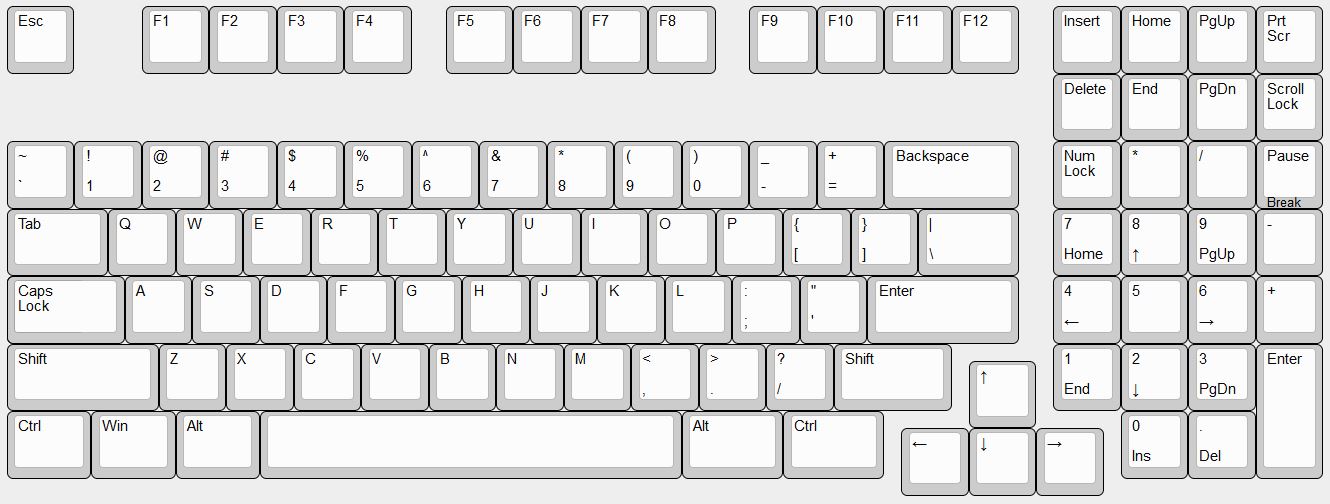 Esc F1 F2 F3 F4 F5 F6 F7 F8 F9 F10 F11 F12 Insert Home PgUp Prt
Scr
Delete End PgDn Scroll
Lock
~ ! @ # $ % ^ & * ( ) _ + Backspace Num * / Pause
Lock
` 1 2 3 4 5 6 7 8 9 0 - =
Break
Tab Q W E R T Y U I O P { } | 7 8 9 -
[ ] \ Home ↑ PgUp
Caps A S D F G H J K L : " Enter 4 5 6 +
Lock
; ' ← →
Shift Z X C V B N M < > ? Shift 1 2 3 Enter
↑
, . / End ↓ PgDn
Ctrl Win Alt Alt Ctrl 0 .
← ↓ →
Ins Del